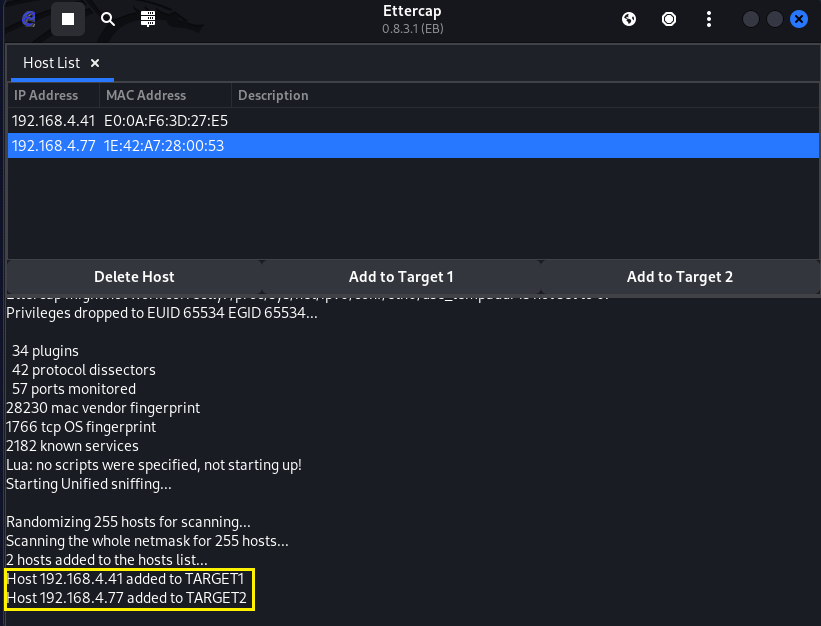 Ettercap
0.8.3.1 (EB)
Host List
IP Address MAC Address Description
192.168.4.41 E0:0A:F6:3D:27:E5
192.168.4.77 1E:42:A7:28:00:53
Delete Host Add to Target 1 Add to Target 2
Privileges dropped to EUID 65534 EGID 65534...
34 plugins
42 protocol dissectors
57 ports monitored
28230 mac vendor fingerprint
1766 tcp OS fingerprint
2182 known services
Lua: no scripts were specified, not starting up!
Starting Unified sniffing...
Randomizing 255 hosts for scanning...
Scanning the whole netmask for 255 hosts...
2 hosts added to the hosts list...
Host 192.168.4.41 added to TARGET1
Host 192.168.4.77 added to TARGET2